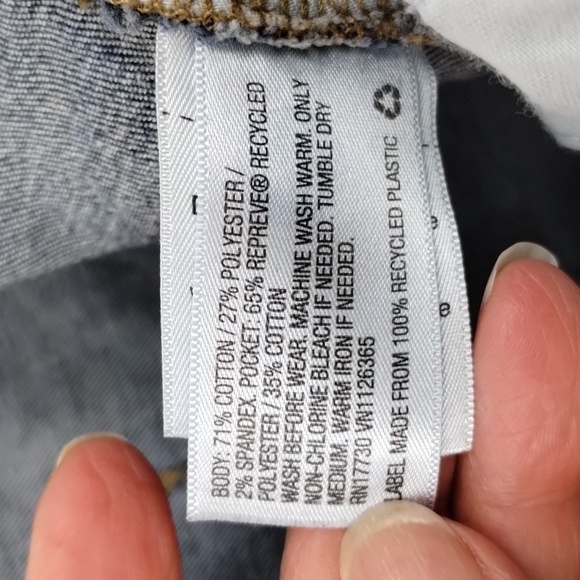 BODY: 71% COTTON / 27% POLYESTER /
2% SPANDEX. POCKET: 65% REPREVE® RECYCLED
POLYESTER / 35% COTTON
WASH BEFORE WEAR. MACHINE WASH WARM. ONLY
NON-CHLORINE BLEACH IF NEEDED. TUMBLE DRY
MEDIUM. WARM IRON IF NEEDED.
RN17730 VN1126365
LABEL MADE FROM 100% RECYCLED PLASTIC